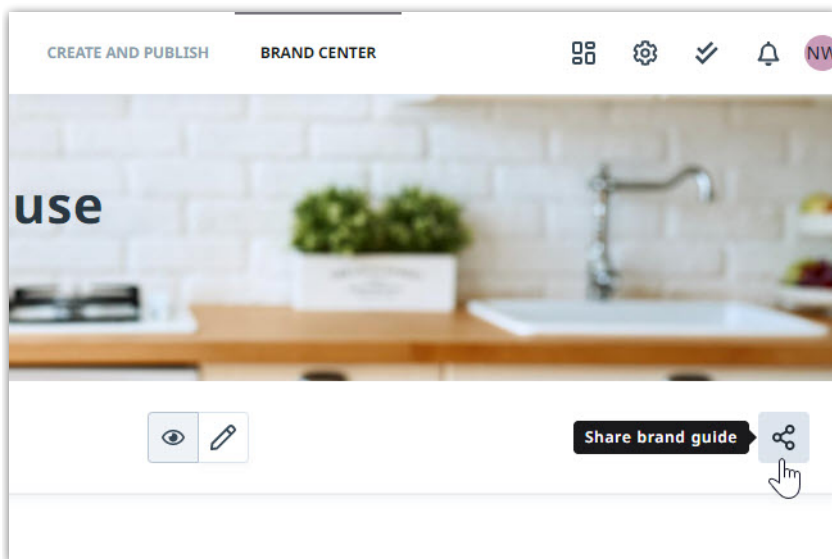 CREATE AND PUBLISH
BRAND CENTER
NW
use
Share brand guide